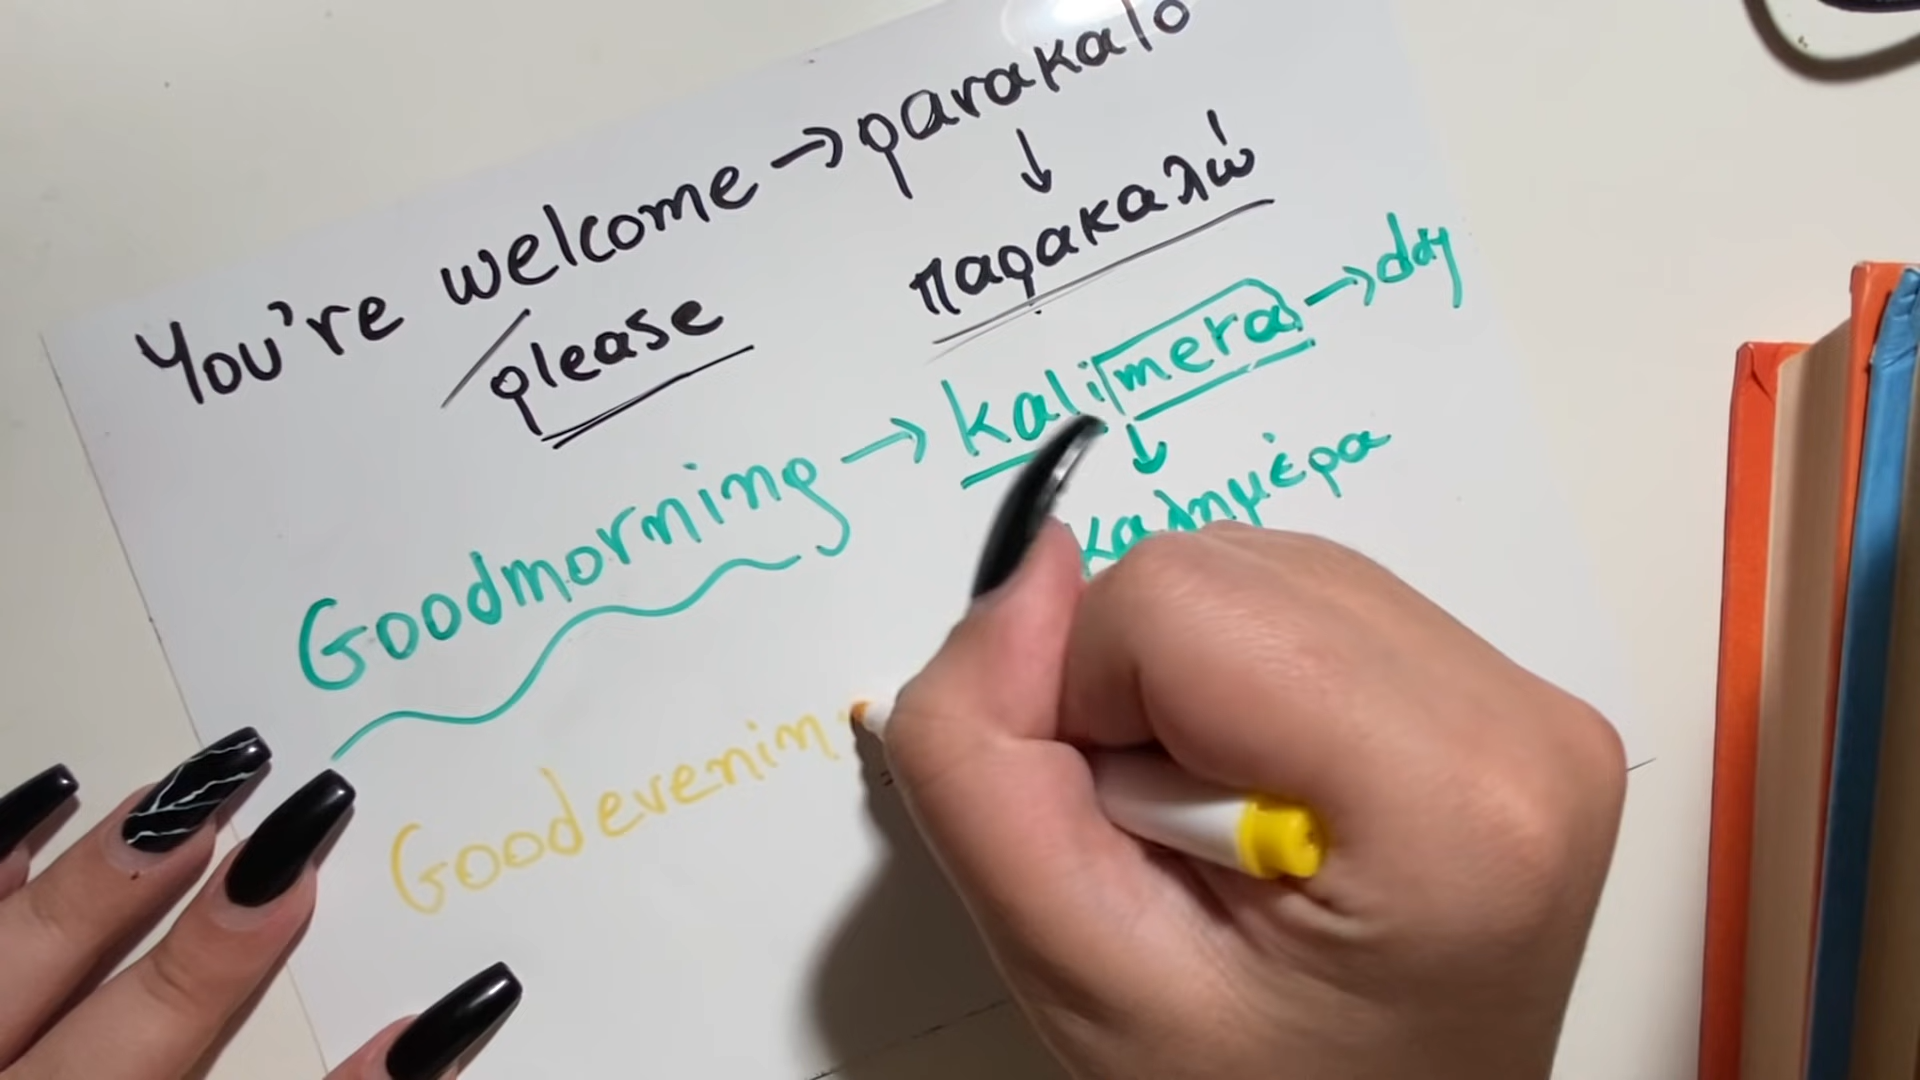 You're welcome → parakalo
↓
please
παρακαλώ
Goodmorning → kalimera → day
↓
καλημέρα
Goodevenin